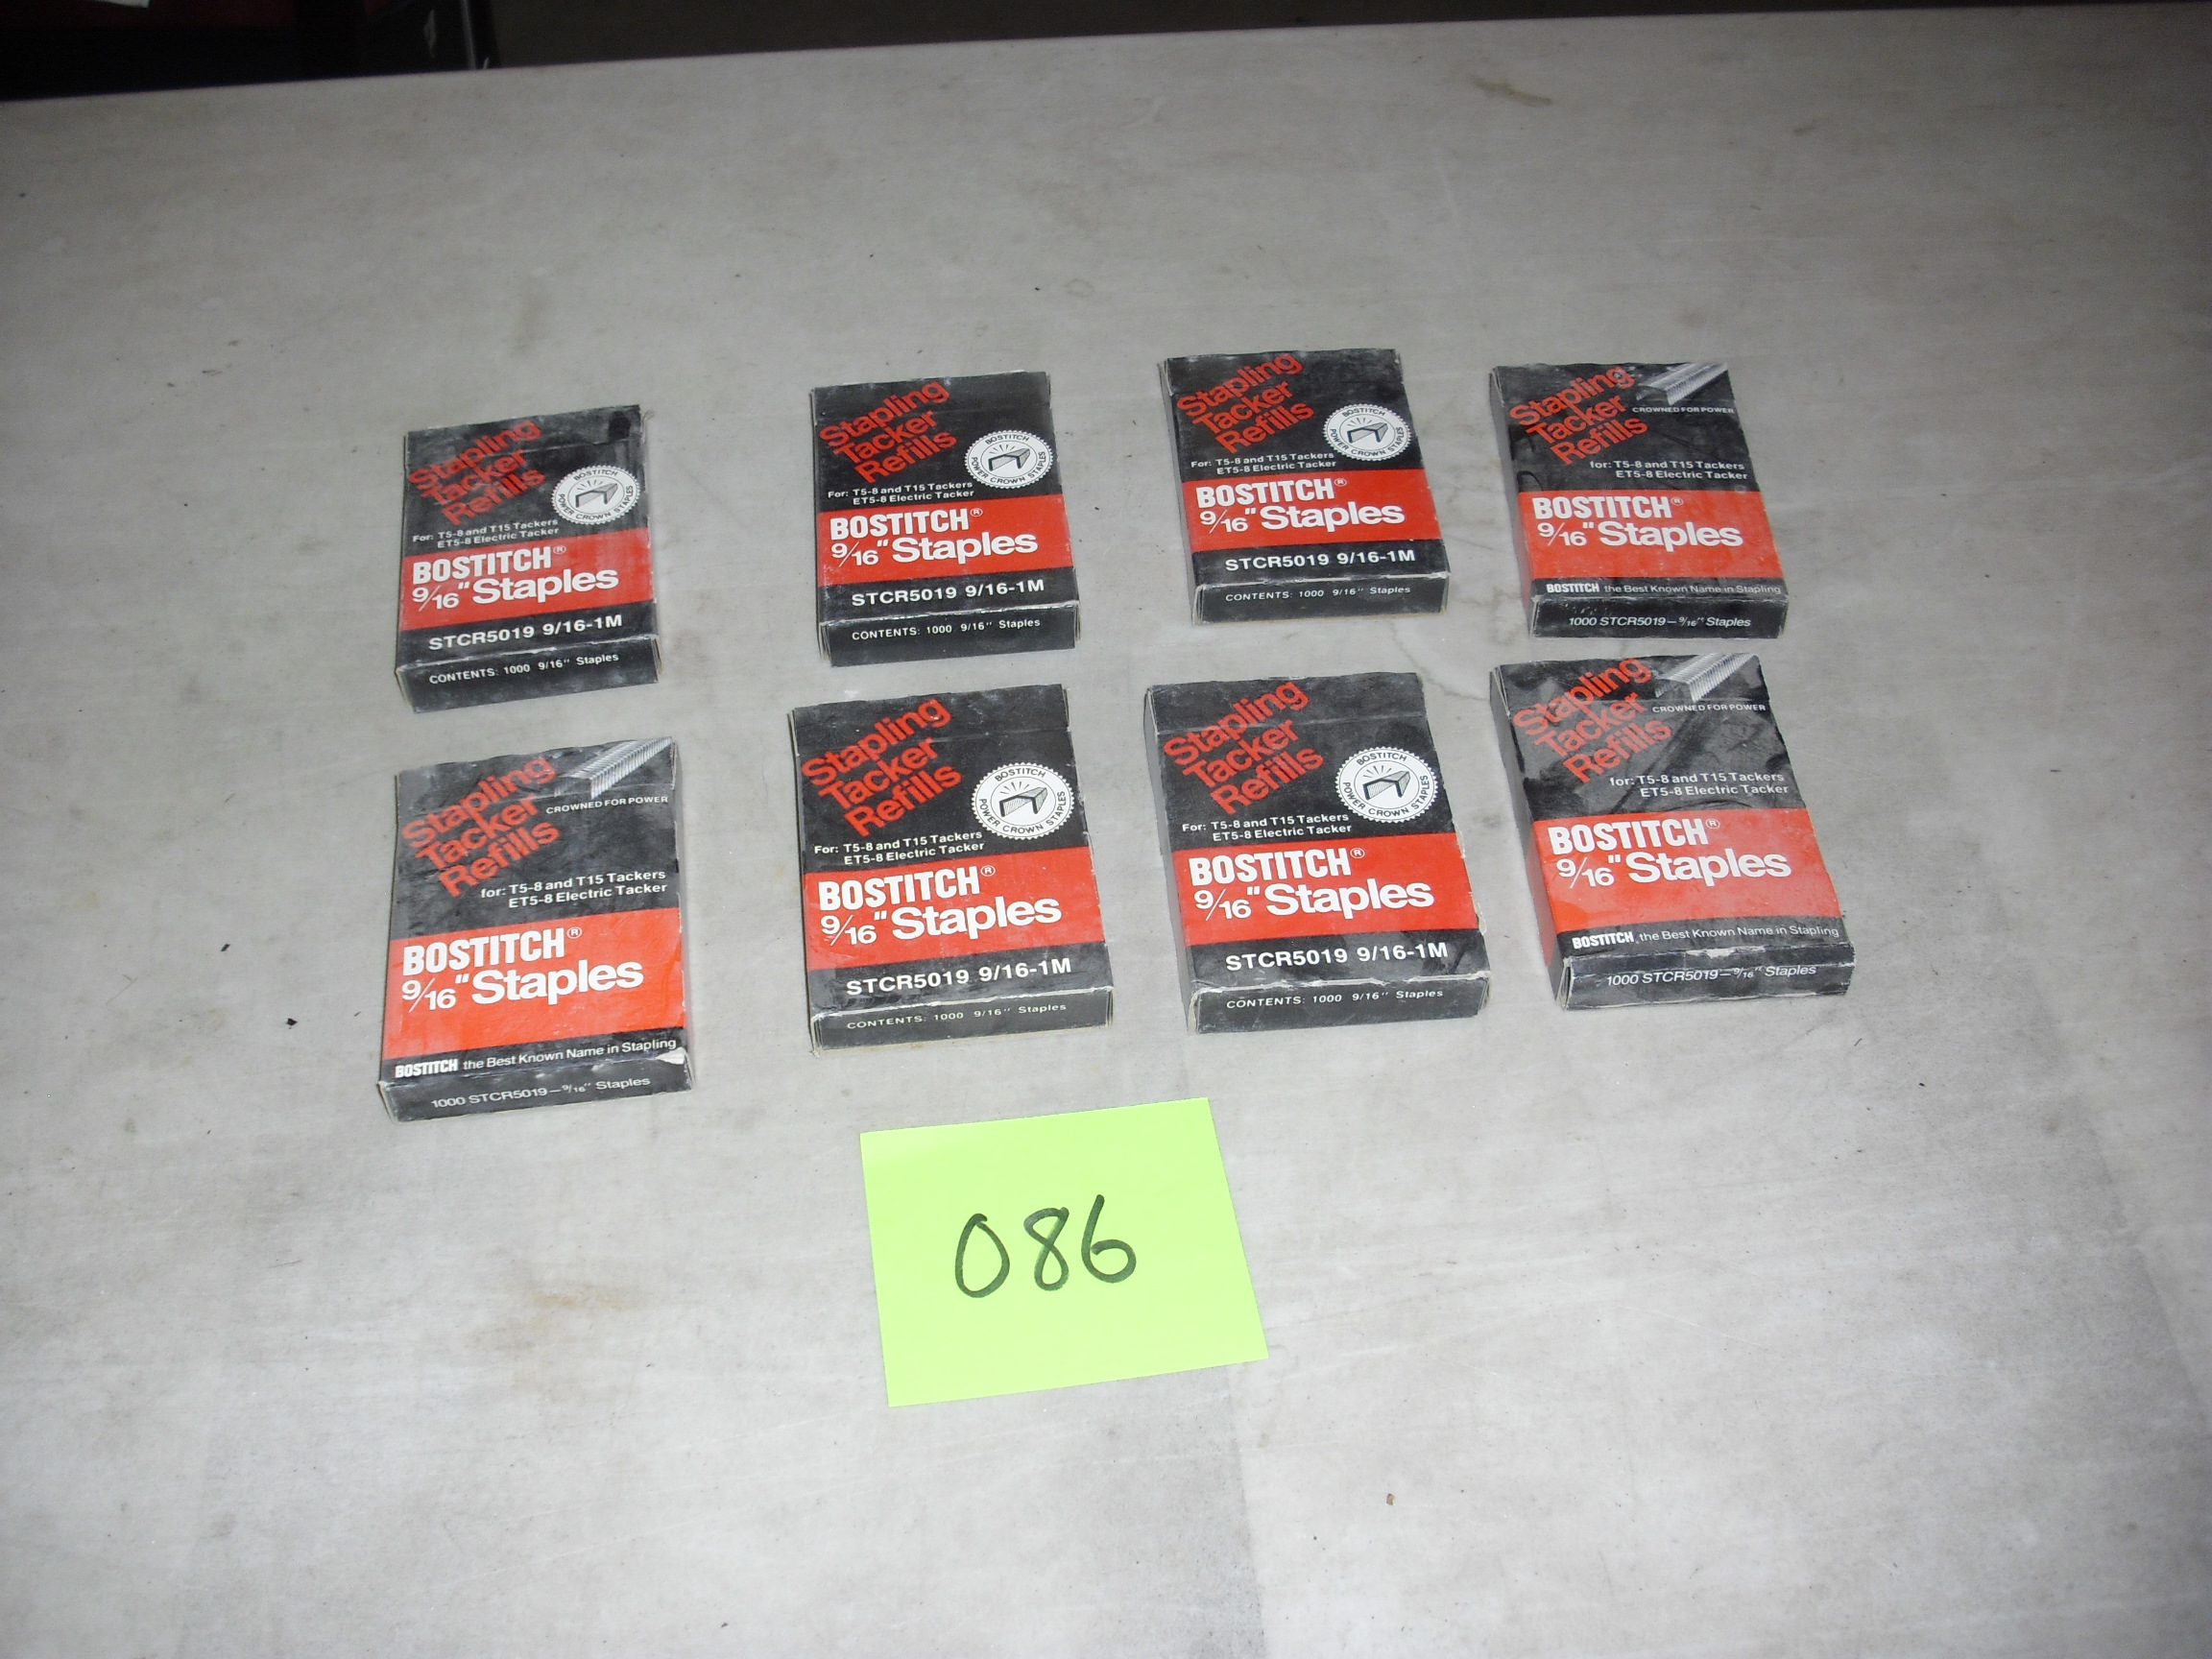 Stapling
Tacker
Refills
BOSTITCH
POWER CROWN STAPLES
For: T5-8 and T15 Tackers
ET5-8 Electric Tacker
BOSTITCH®
9/16" Staples
STCR5019 9/16-1M
CONTENTS: 1000 9/16" Staples
Stapling
Tacker
Refills
BOSTITCH
POWER CROWN STAPLES
For: T5-8 and T15 Tackers
ET5-8 Electric Tacker
BOSTITCH®
9/16" Staples
STCR5019 9/16-1M
CONTENTS: 1000 9/16" Staples
Stapling
Tacker
Refills
BOSTITCH
POWER CROWN STAPLES
For: T5-8 and T15 Tackers
ET5-8 Electric Tacker
BOSTITCH®
9/16" Staples
STCR5019 9/16-1M
CONTENTS: 1000 9/16" Staples
Stapling
Tacker
Refills
CROWNED FOR POWER
for: T5-8 and T15 Tackers
ET5-8 Electric Tacker
BOSTITCH®
9/16" Staples
BOSTITCH the Best Known Name in Stapling
1000 STCR5019—9/16" Staples
Stapling
Tacker
Refills
CROWNED FOR POWER
for: T5-8 and T15 Tackers
ET5-8 Electric Tacker
BOSTITCH®
9/16" Staples
BOSTITCH the Best Known Name in Stapling
1000 STCR5019—9/16" Staples
Stapling
Tacker
Refills
BOSTITCH
POWER CROWN STAPLES
For: T5-8 and T15 Tackers
ET5-8 Electric Tacker
BOSTITCH®
9/16" Staples
STCR5019 9/16-1M
CONTENTS: 1000 9/16" Staples
Stapling
Tacker
Refills
BOSTITCH
POWER CROWN STAPLES
For: T5-8 and T15 Tackers
ET5-8 Electric Tacker
BOSTITCH®
9/16" Staples
STCR5019 9/16-1M
CONTENTS: 1000 9/16" Staples
Stapling
Tacker
Refills
CROWNED FOR POWER
for: T5-8 and T15 Tackers
ET5-8 Electric Tacker
BOSTITCH®
9/16" Staples
BOSTITCH, the Best Known Name in Stapling
1000 STCR5019—9/16" Staples
086